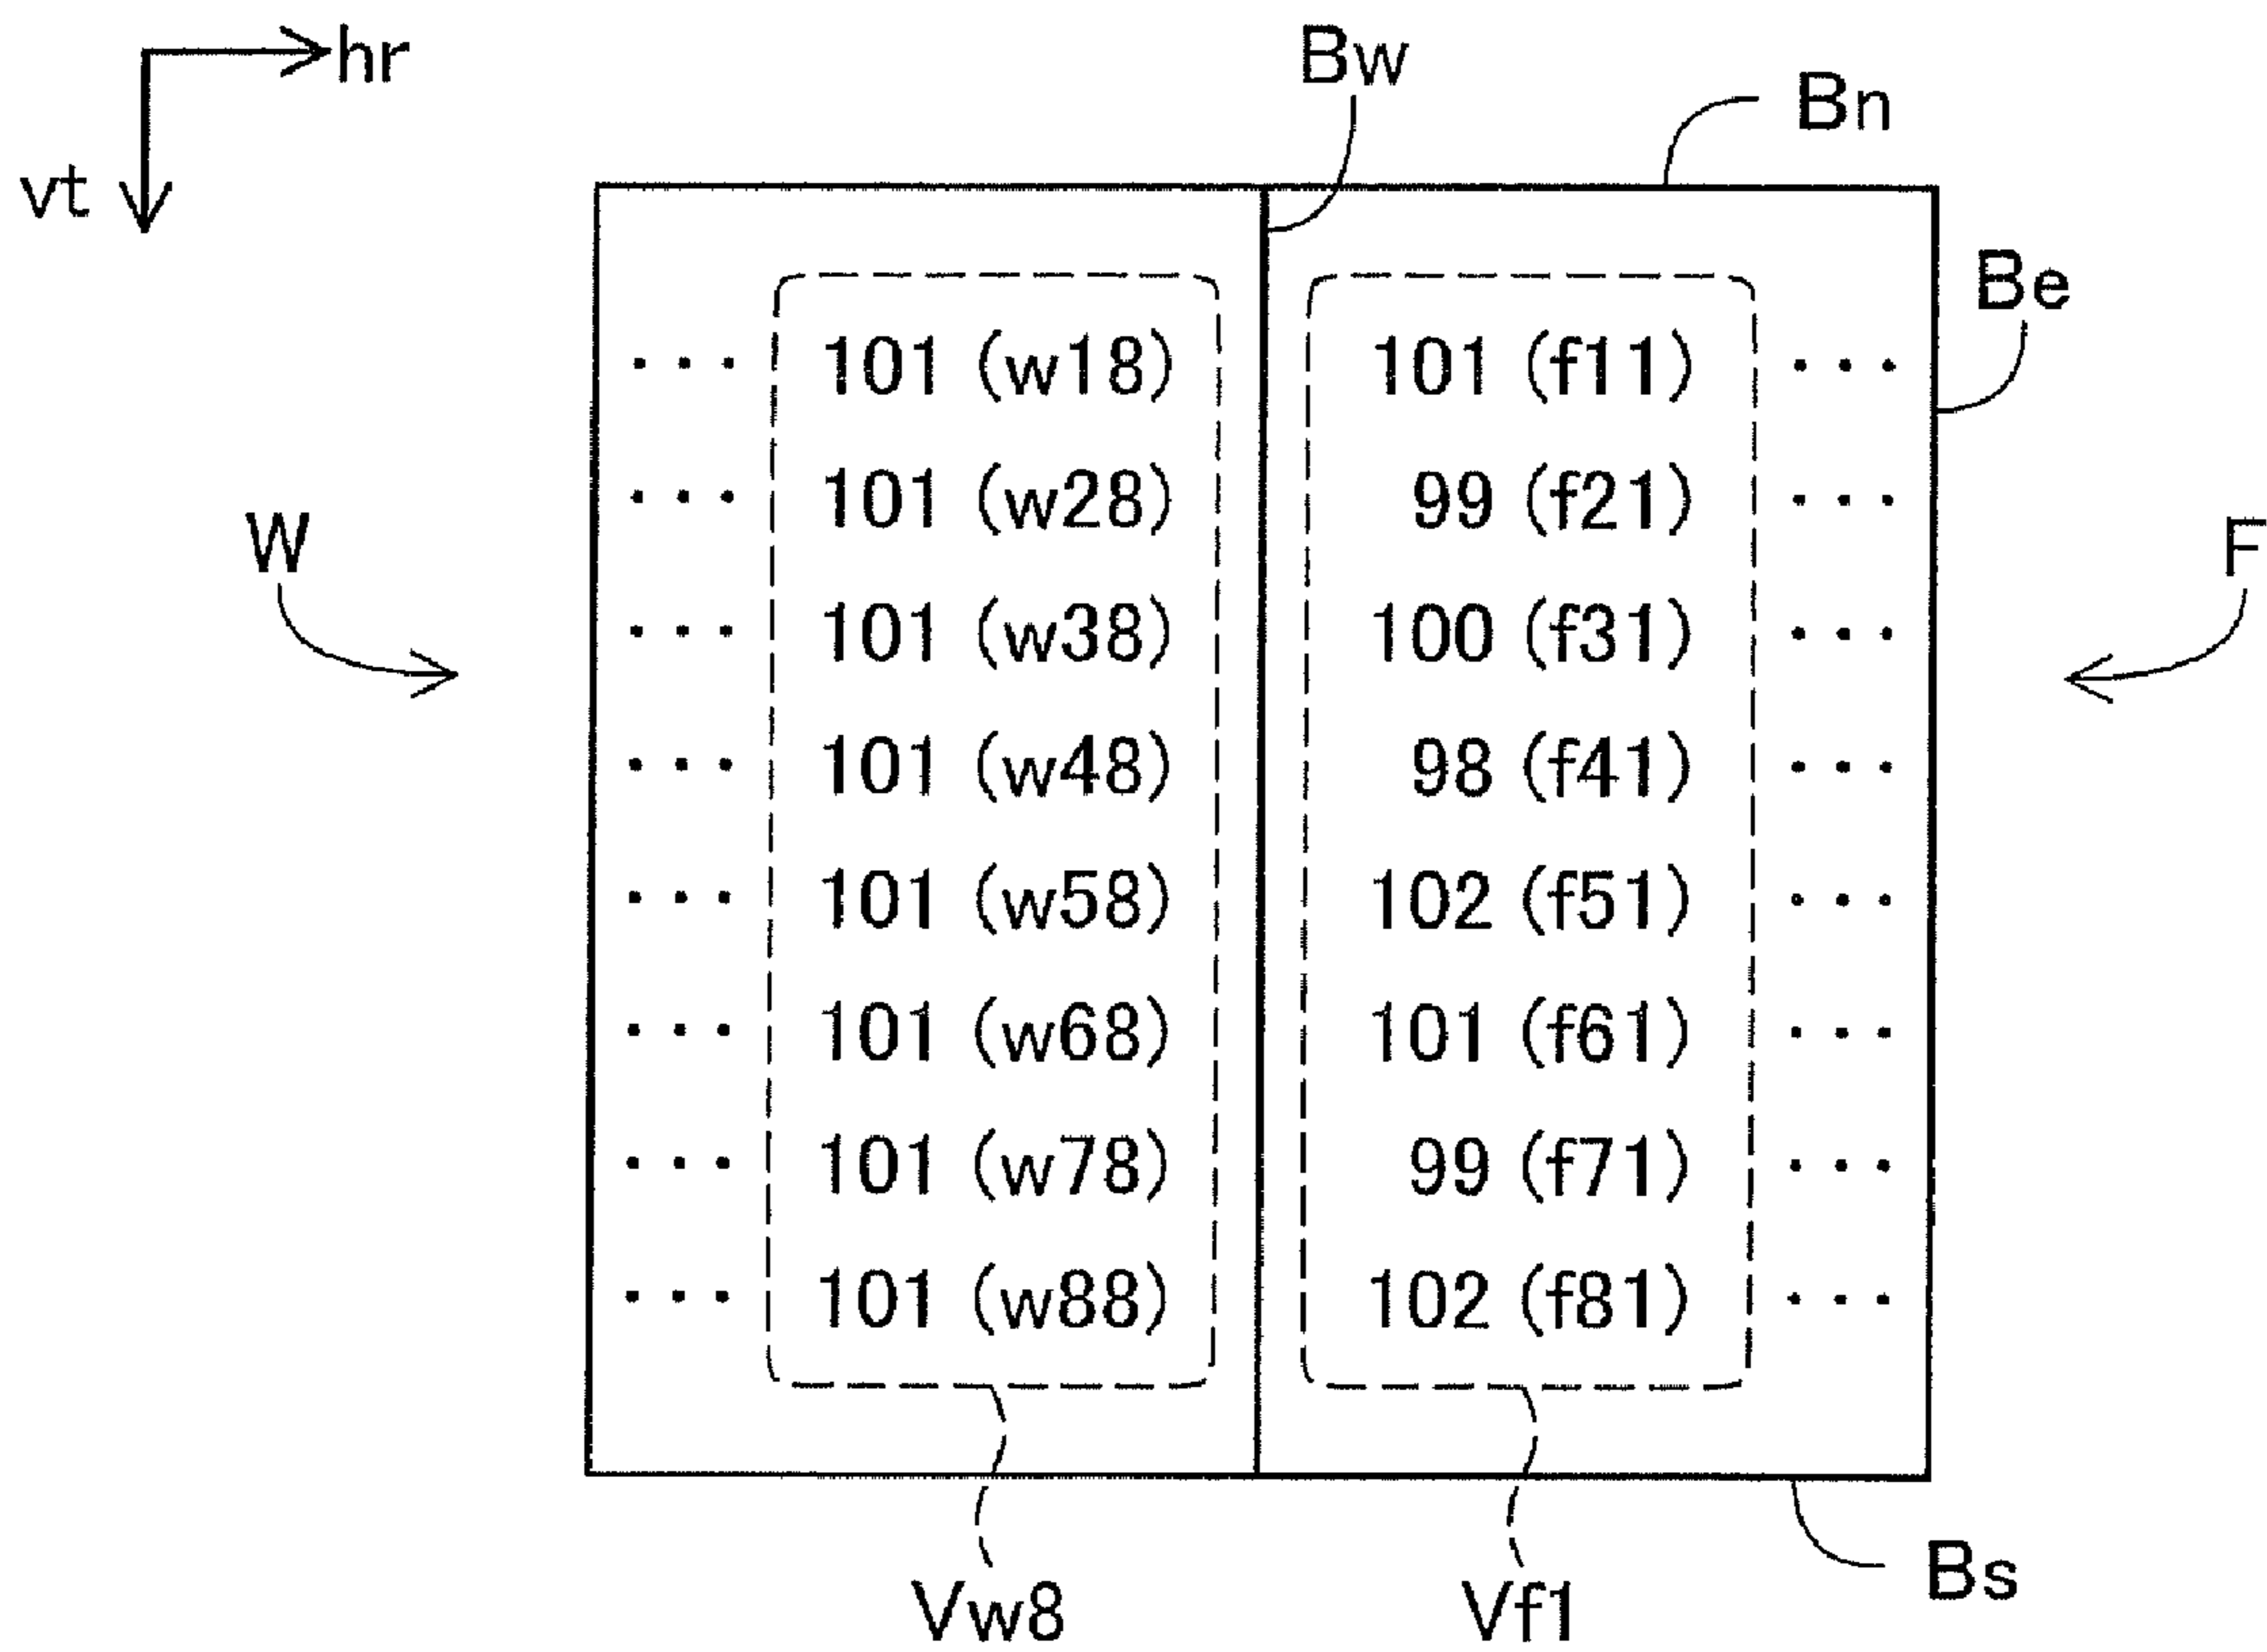 hr
Bw
Bn
vt
Be
... 101 (w18) 101 (f11) ...
... 101 (w28) 99 (f21) ...
W
F
... 101 (w38) 100 (f31) ...
... 101 (w48) 98 (f41) ...
... 101 (w58) 102 (f51) ...
... 101 (w68) 101 (f61) ...
... 101 (w78) 99 (f71) ...
... 101 (w88) 102 (f81) ...
Bs
Vw8
Vf1